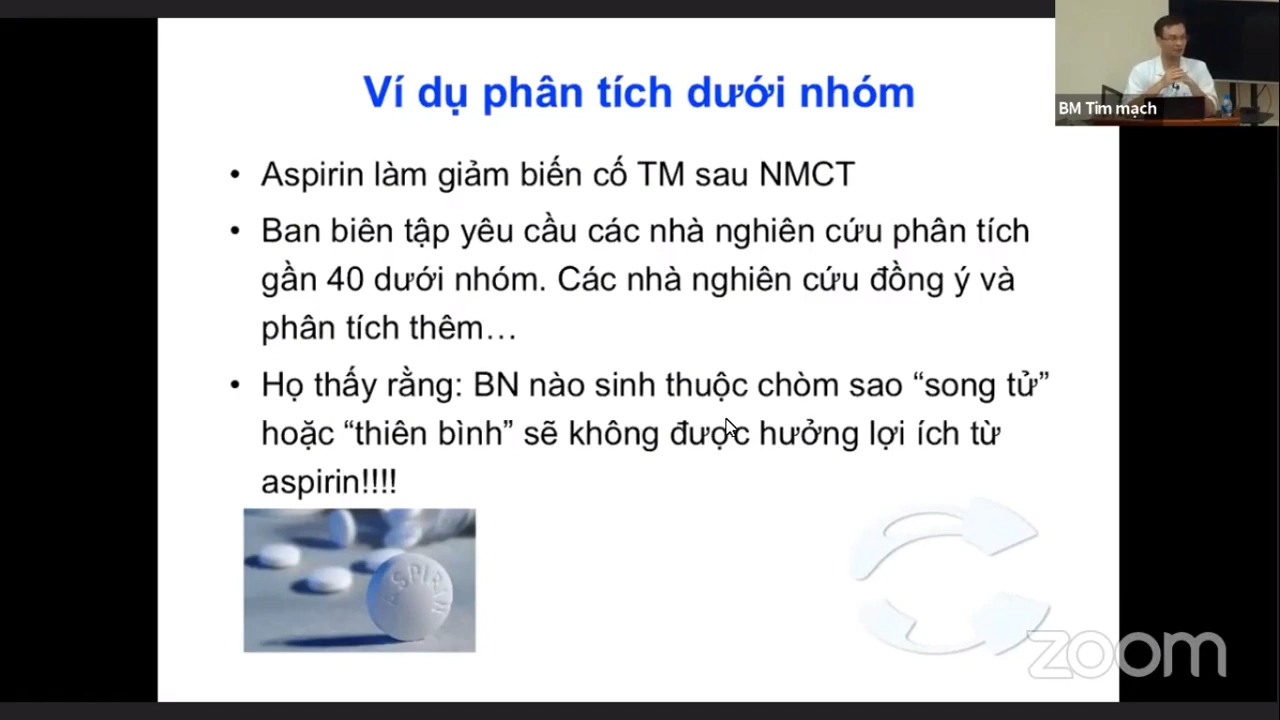 Ví dụ phân tích dưới nhóm
BM Tim mạch
• Aspirin làm giảm biến cố TM sau NMCT
• Ban biên tập yêu cầu các nhà nghiên cứu phân tích
gần 40 dưới nhóm. Các nhà nghiên cứu đồng ý và
phân tích thêm…
• Họ thấy rằng: BN nào sinh thuộc chòm sao “song tử”
hoặc “thiên bình” sẽ không được hưởng lợi ích từ
aspirin!!!!
zoom